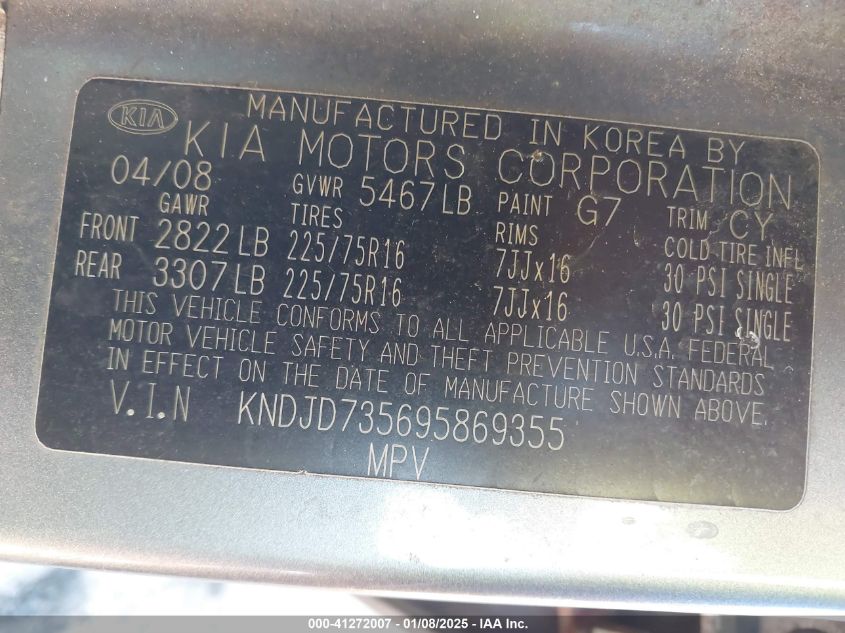 KIA
MANUFACTURED IN KOREA BY
KIA MOTORS CORPORATION
04/08 GVWR 5467LB PAINT G7 TRIM CY
GAWR TIRES RIMS COLD TIRE INFL
FRONT 2822LB 225/75R16 7JJx16 30 PSI SINGLE
REAR 3307LB 225/75R16 7JJx16 30 PSI SINGLE
THIS VEHICLE CONFORMS TO ALL APPLICABLE U.S.A. FEDERAL
MOTOR VEHICLE SAFETY AND THEFT PREVENTION STANDARDS
IN EFFECT ON THE DATE OF MANUFACTURE SHOWN ABOVE.
V.I.N KNDJD735695869355
MPV
000-41272007 - 01/08/2025 - IAA Inc.